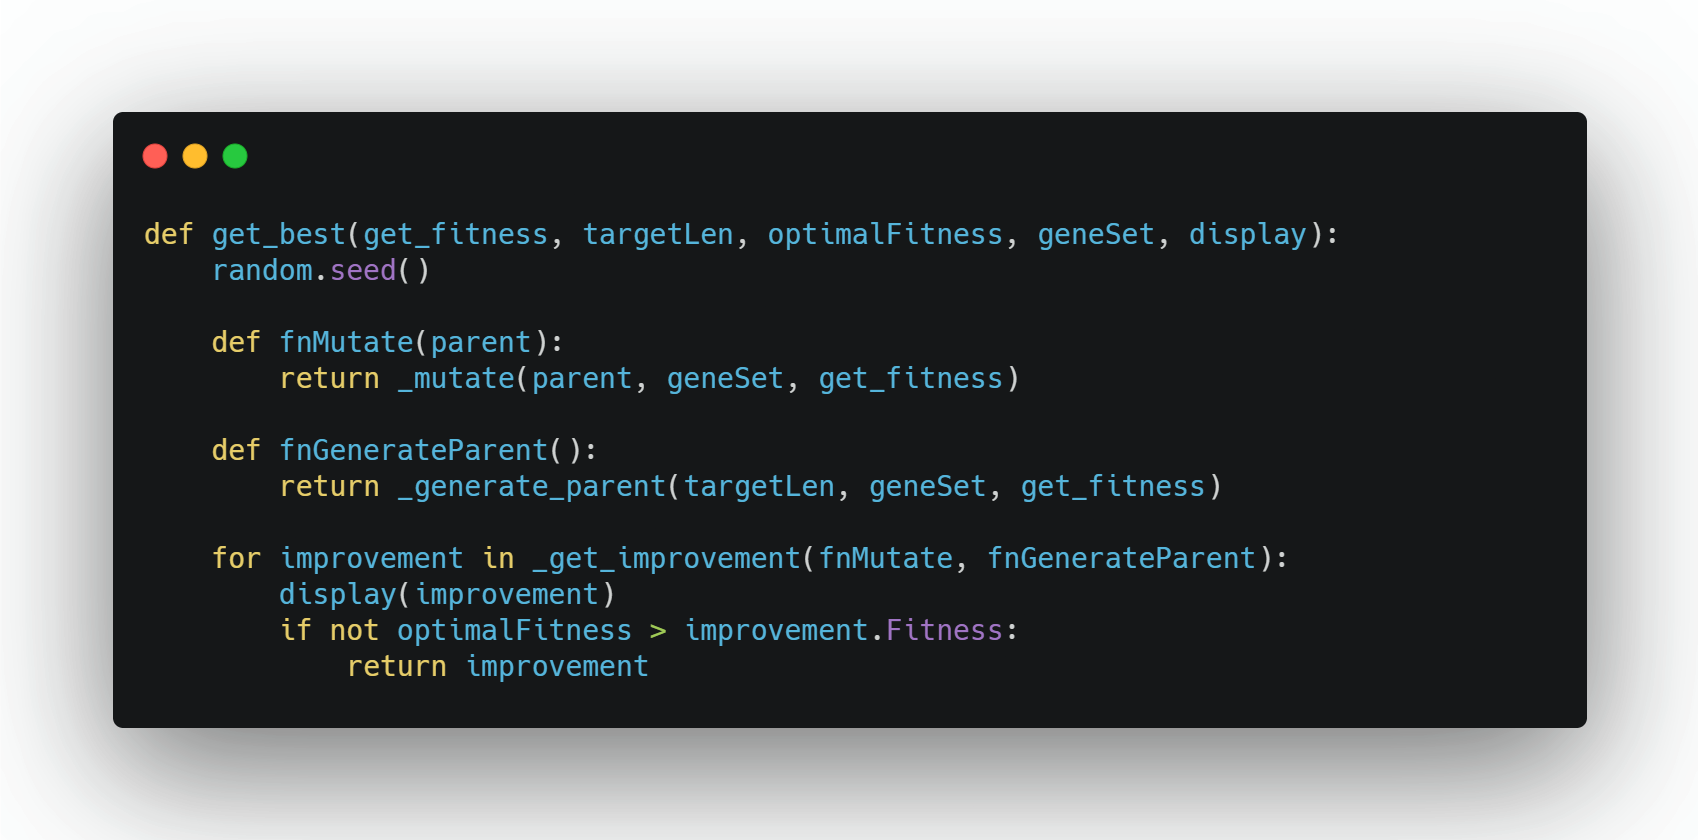 def get_best(get_fitness, targetLen, optimalFitness, geneSet, display):
    random.seed()

    def fnMutate(parent):
        return _mutate(parent, geneSet, get_fitness)

    def fnGenerateParent():
        return _generate_parent(targetLen, geneSet, get_fitness)

    for improvement in _get_improvement(fnMutate, fnGenerateParent):
        display(improvement)
        if not optimalFitness > improvement.Fitness:
            return improvement